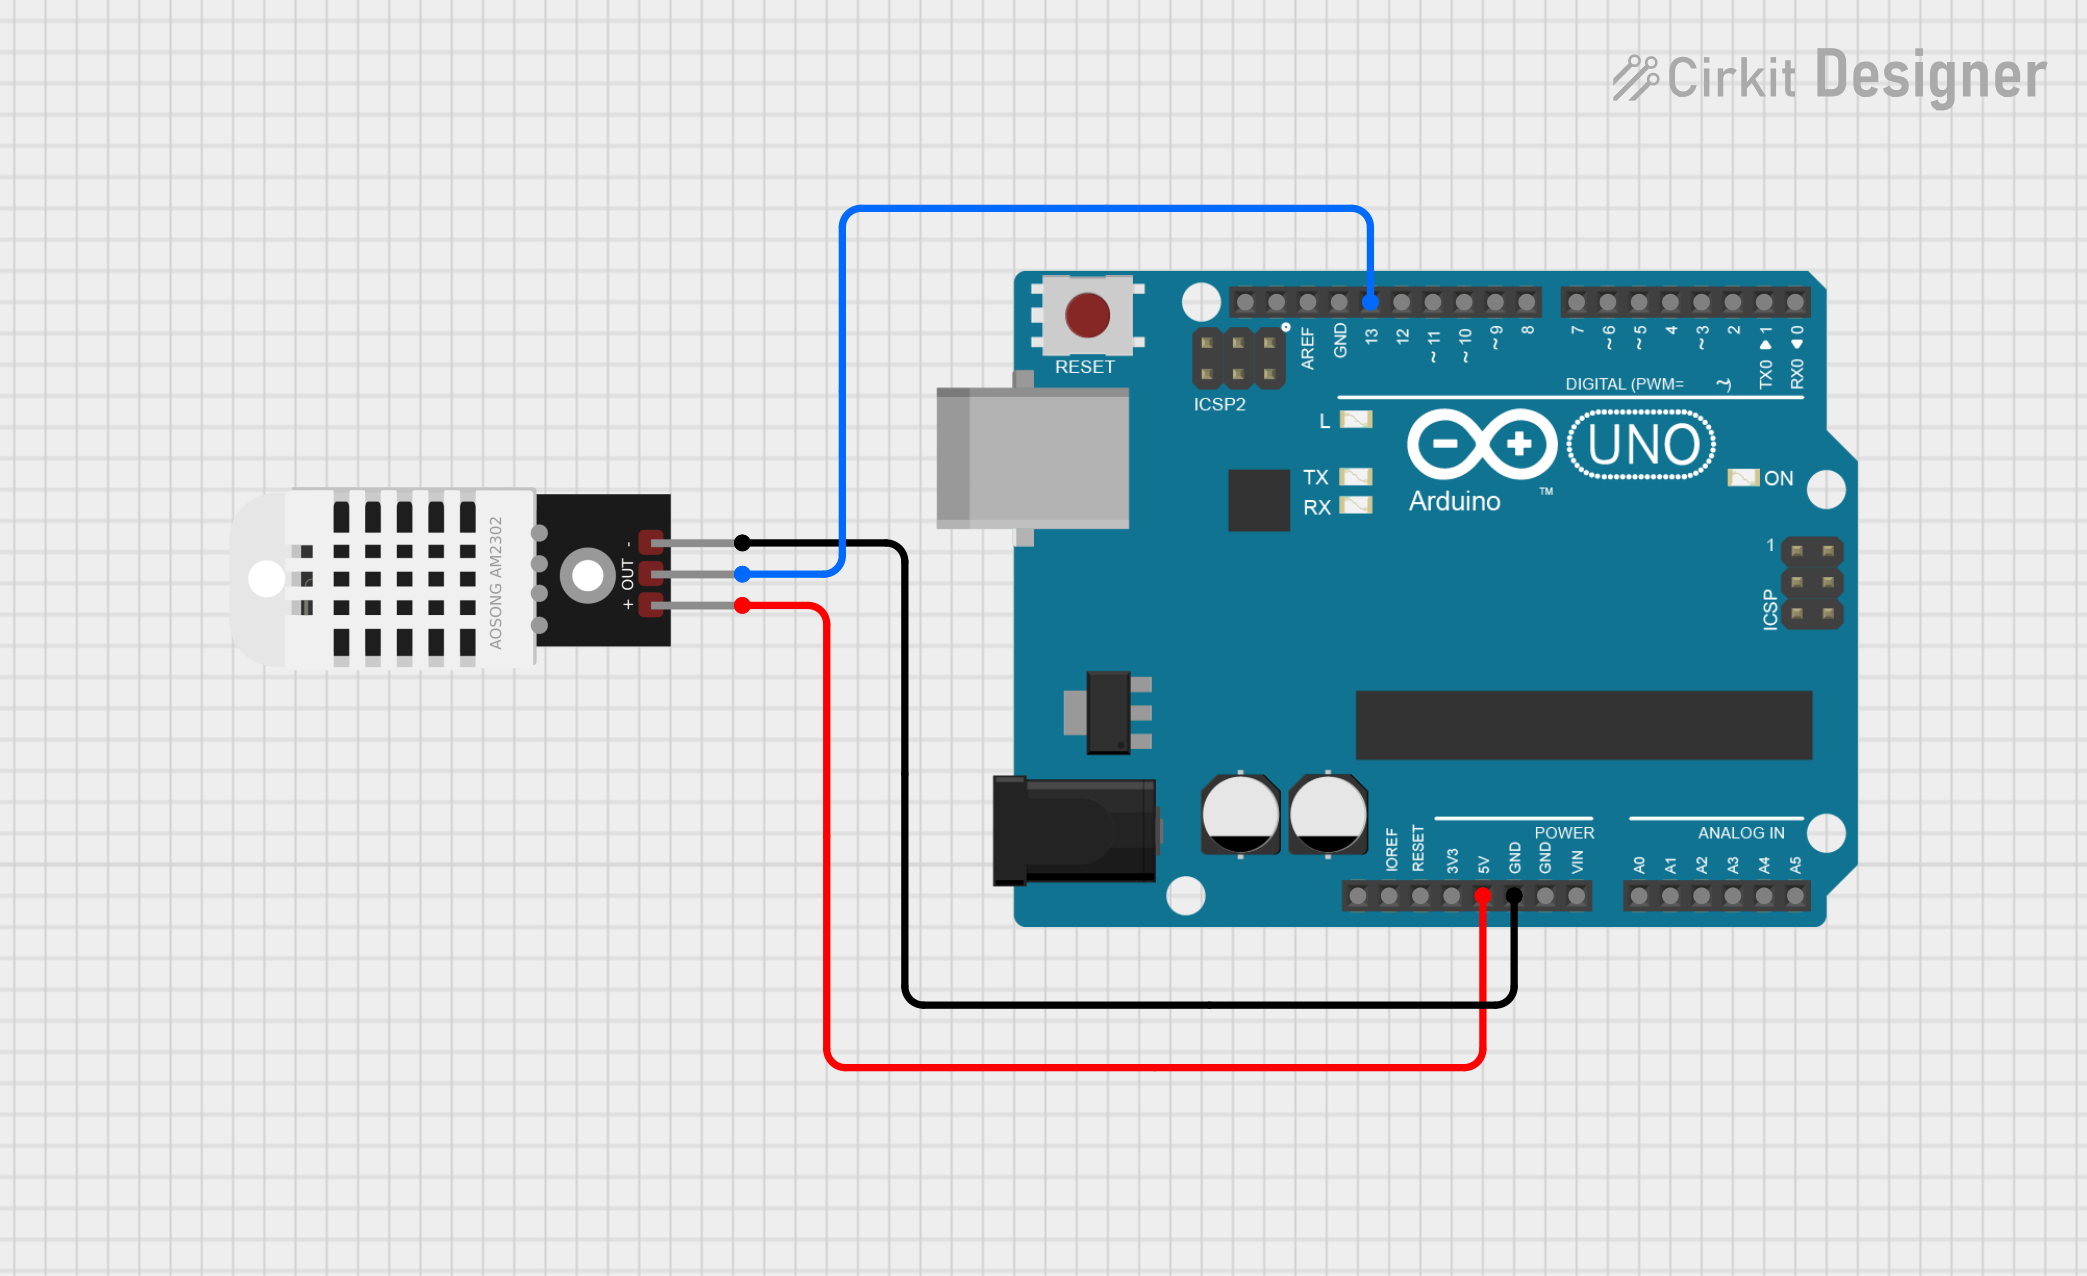 Cirkit Designer
RESET
ICSP2
AREF
GND
13
12
~11
~10
~9
8
7
~6
~5
4
~3
2
TX0 ▶ 1
RX0 ◀ 0
DIGITAL (PWM= ~)
L
TX
RX
UNO
Arduino
™
ON
1
ICSP
AOSONG AM2302
-
OUT
+
POWER
ANALOG IN
IOREF
RESET
3V3
5V
GND
GND
VIN
A0
A1
A2
A3
A4
A5